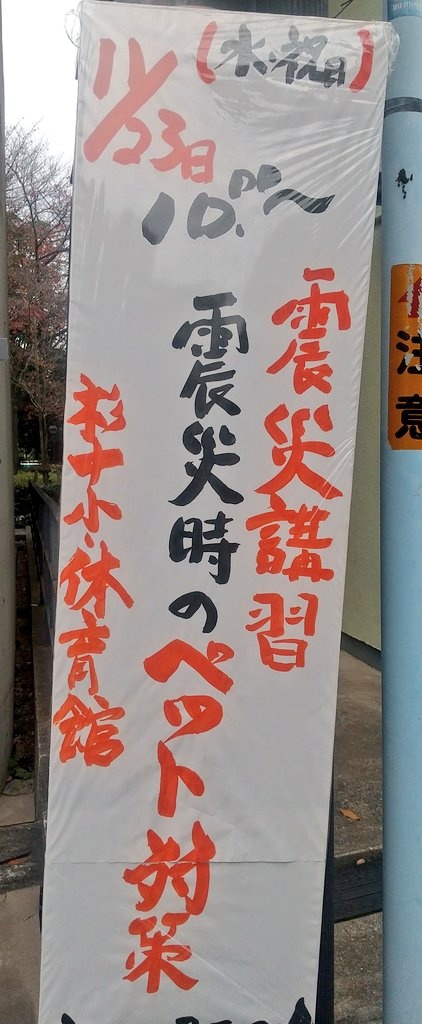 11/23日
(水・祝日)
10:00〜
震災講習
震災時のペット対策
杉十小・体育館
注意